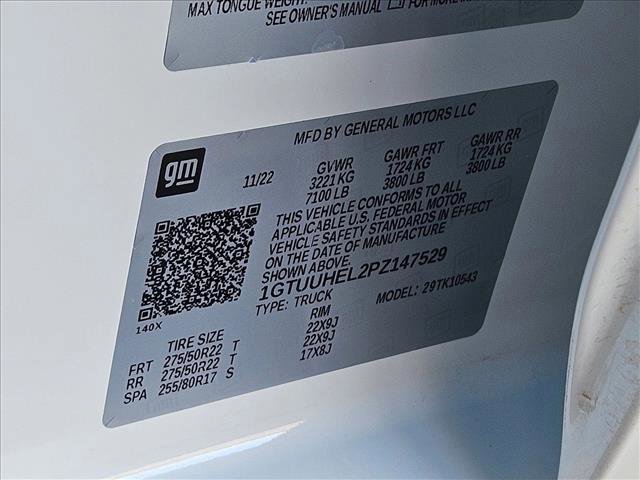 MAX TONGUE WEIGHT:
SEE OWNER'S MANUAL FOR MORE
MFD BY GENERAL MOTORS LLC
gm
11/22
GVWR GAWR FRT GAWR RR
3221 KG 1724 KG 1724 KG
7100 LB 3800 LB 3800 LB
THIS VEHICLE CONFORMS TO ALL
APPLICABLE U.S. FEDERAL MOTOR
VEHICLE SAFETY STANDARDS IN EFFECT
ON THE DATE OF MANUFACTURE
SHOWN ABOVE.
1GTUUHEL2PZ147529
TYPE: TRUCK MODEL: 29TK10543
140X
TIRE SIZE RIM
FRT 275/50R22 T 22X9J
RR 275/50R22 T 22X9J
SPA 255/80R17 S 17X8J